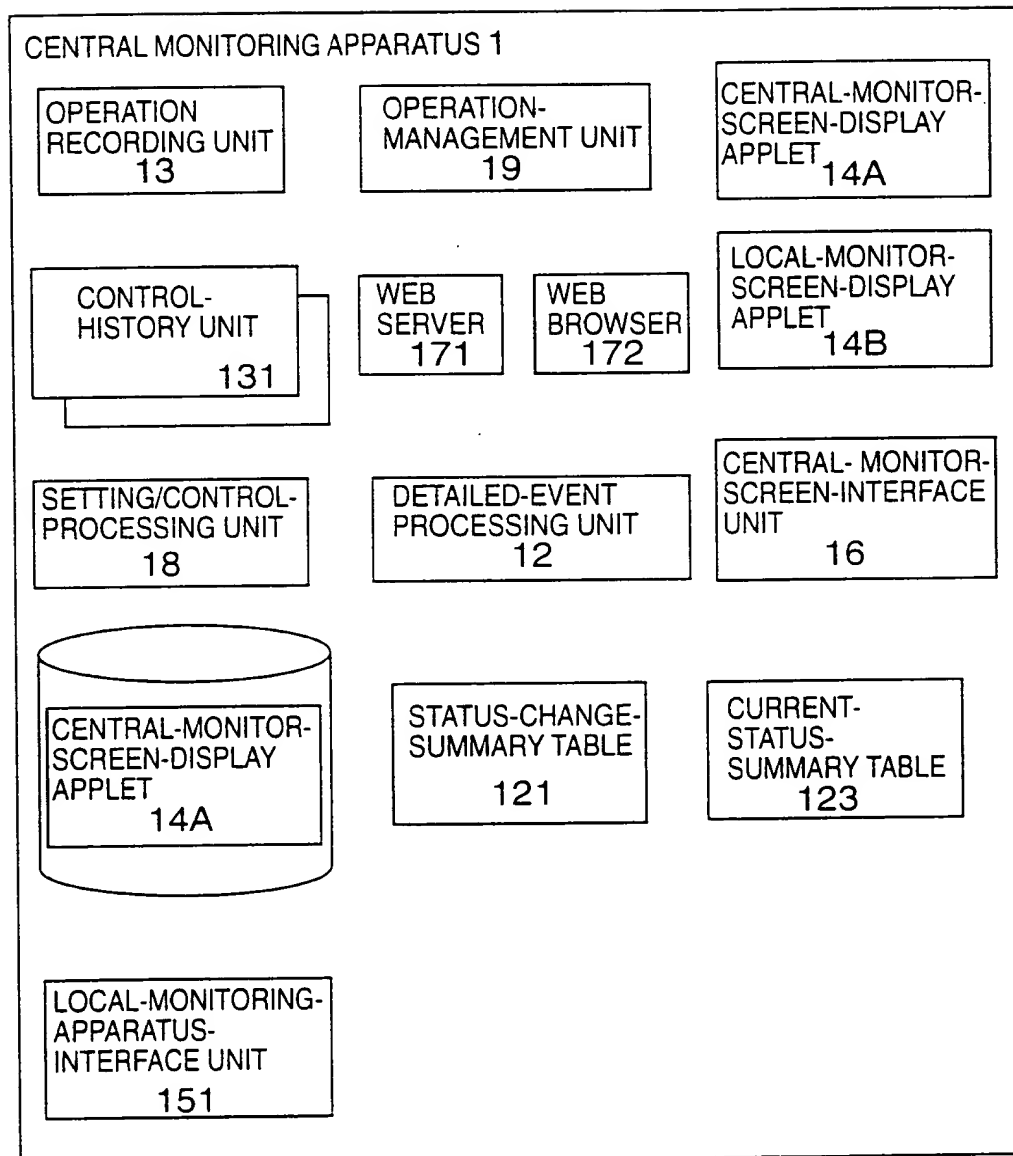 CENTRAL MONITORING APPARATUS 1
OPERATION
RECORDING UNIT
13
OPERATION-
MANAGEMENT UNIT
19
CENTRAL-MONITOR-
SCREEN-DISPLAY
APPLET
14A
CONTROL-
HISTORY UNIT
131
WEB
SERVER
171
WEB
BROWSER
172
LOCAL-MONITOR-
SCREEN-DISPLAY
APPLET
14B
SETTING/CONTROL-
PROCESSING UNIT
18
DETAILED-EVENT
PROCESSING UNIT
12
CENTRAL- MONITOR-
SCREEN-INTERFACE
UNIT
16
CENTRAL-MONITOR-
SCREEN-DISPLAY
APPLET
14A
STATUS-CHANGE-
SUMMARY TABLE
121
CURRENT-
STATUS-
SUMMARY TABLE
123
LOCAL-MONITORING-
APPARATUS-
INTERFACE UNIT
151